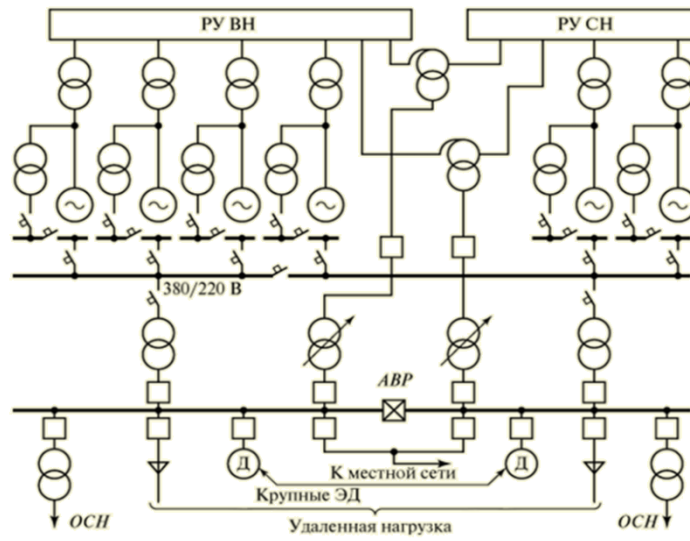 РУ ВН
РУ СН
380/220 В
АВР
Д
Д
К местной сети
Крупные ЭД
ОСН
Удаленная нагрузка
ОСН